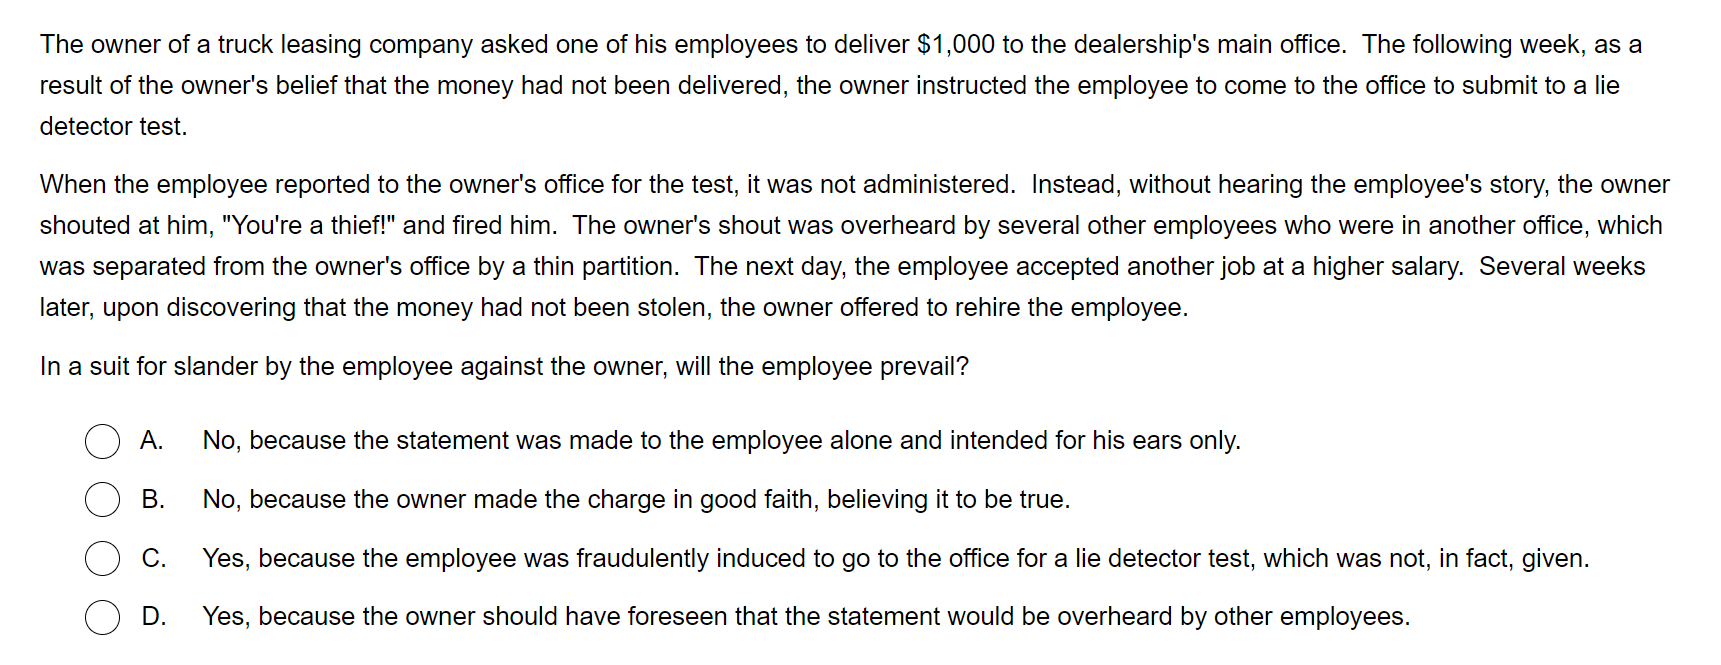 The owner of a truck leasing company asked one of his employees to deliver $1,000 to the dealership's main office.  The following week, as a
result of the owner's belief that the money had not been delivered, the owner instructed the employee to come to the office to submit to a lie
detector test.
When the employee reported to the owner's office for the test, it was not administered.  Instead, without hearing the employee's story, the owner
shouted at him, "You're a thief!" and fired him.  The owner's shout was overheard by several other employees who were in another office, which
was separated from the owner's office by a thin partition.  The next day, the employee accepted another job at a higher salary.  Several weeks
later, upon discovering that the money had not been stolen, the owner offered to rehire the employee.
In a suit for slander by the employee against the owner, will the employee prevail?
A. No, because the statement was made to the employee alone and intended for his ears only.
B. No, because the owner made the charge in good faith, believing it to be true.
C. Yes, because the employee was fraudulently induced to go to the office for a lie detector test, which was not, in fact, given.
D. Yes, because the owner should have foreseen that the statement would be overheard by other employees.